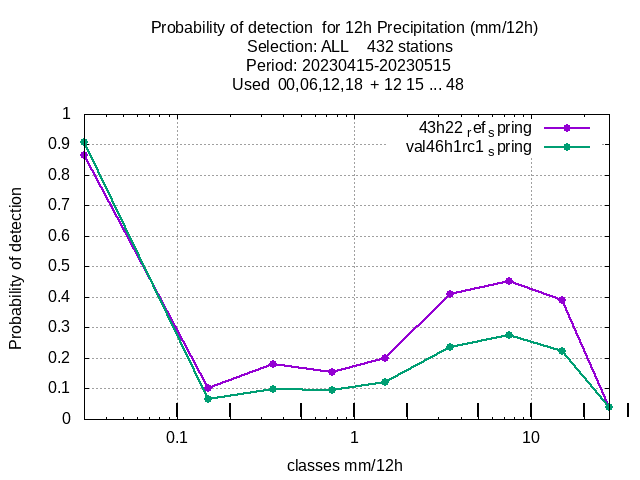 Probability of detection  for 12h Precipitation (mm/12h)
Selection: ALL    432 stations
Period: 20230415-20230515
Used  00,06,12,18  + 12 15 ... 48
43h22_ref_spring
val46h1rc1_spring
1
0.9
0.8
0.7
0.6
0.5
0.4
0.3
0.2
0.1
0
Probability of detection
0.1 1 10
classes mm/12h